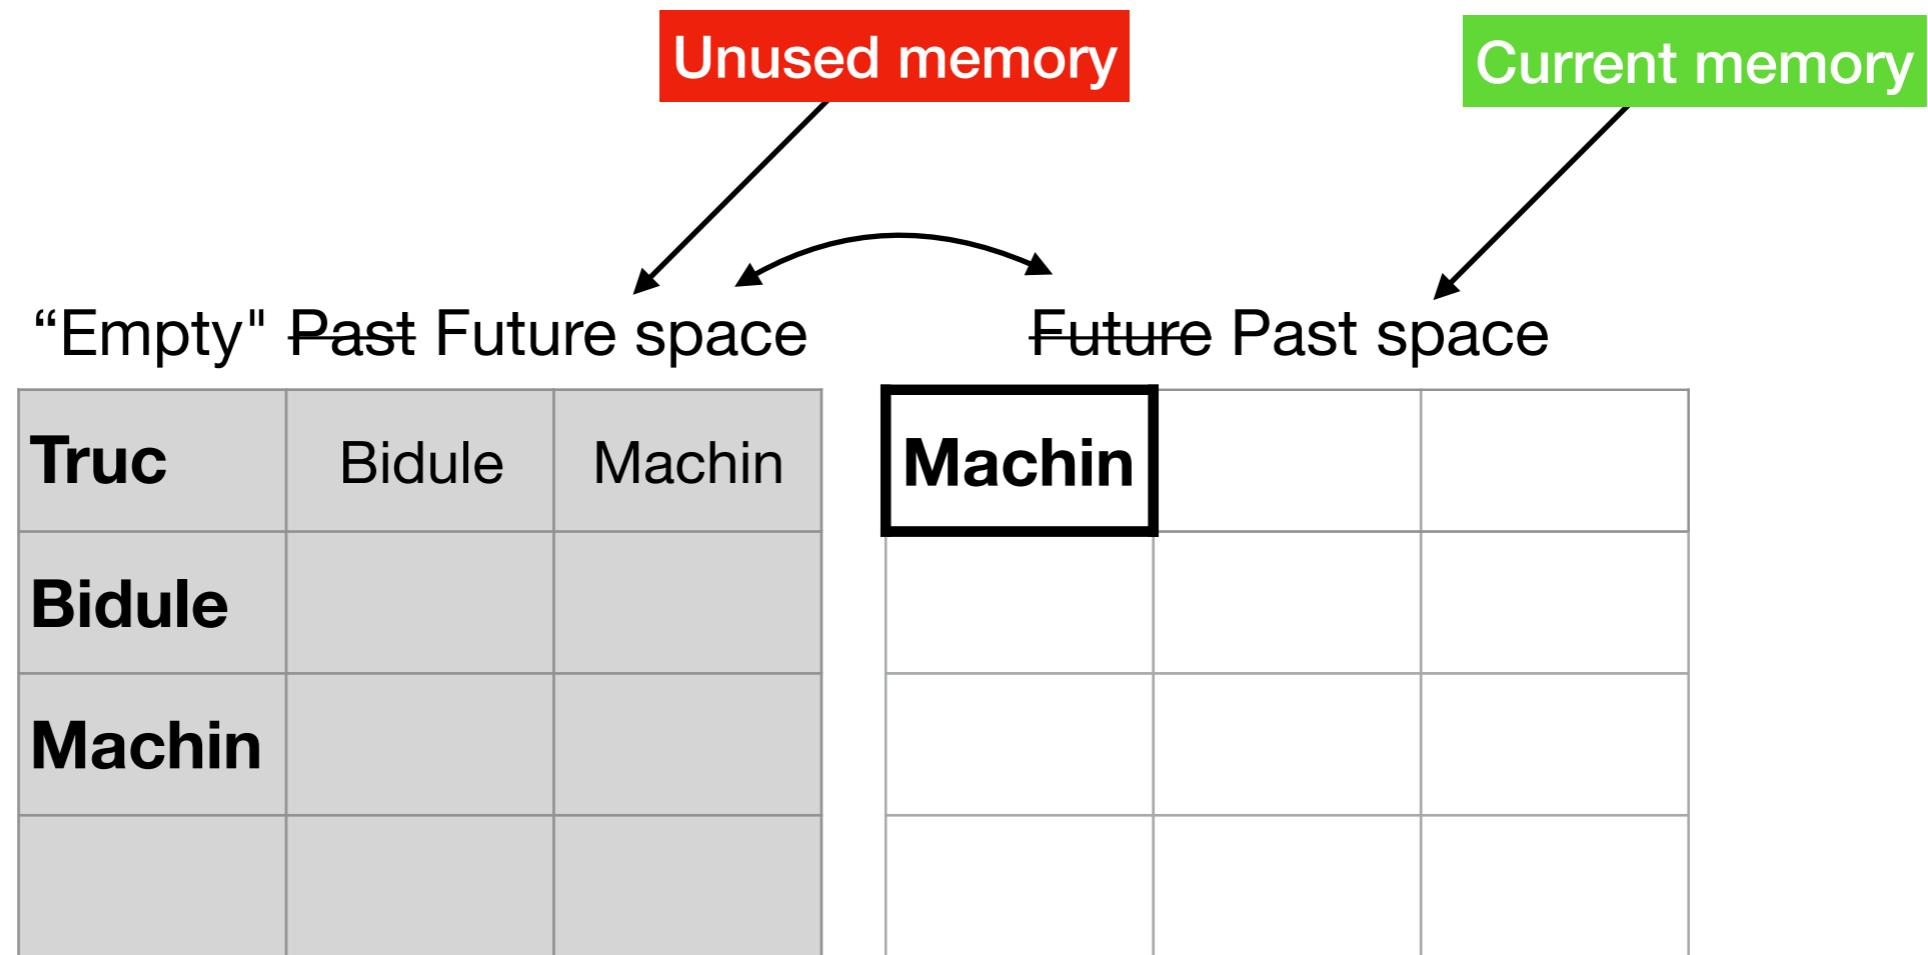 Unused memory
Current memory
“Empty" Past Future space
Future Past space
Truc Bidule Machin
Bidule
Machin
Machin